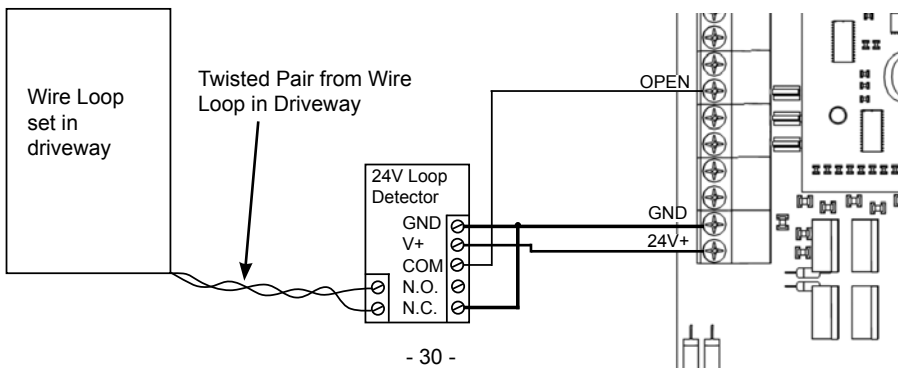 Wire Loop
set in
driveway
Twisted Pair from Wire
Loop in Driveway
24V Loop
Detector
GND
V+
COM
N.O.
N.C.
OPEN
GND
24V+
- 30 -